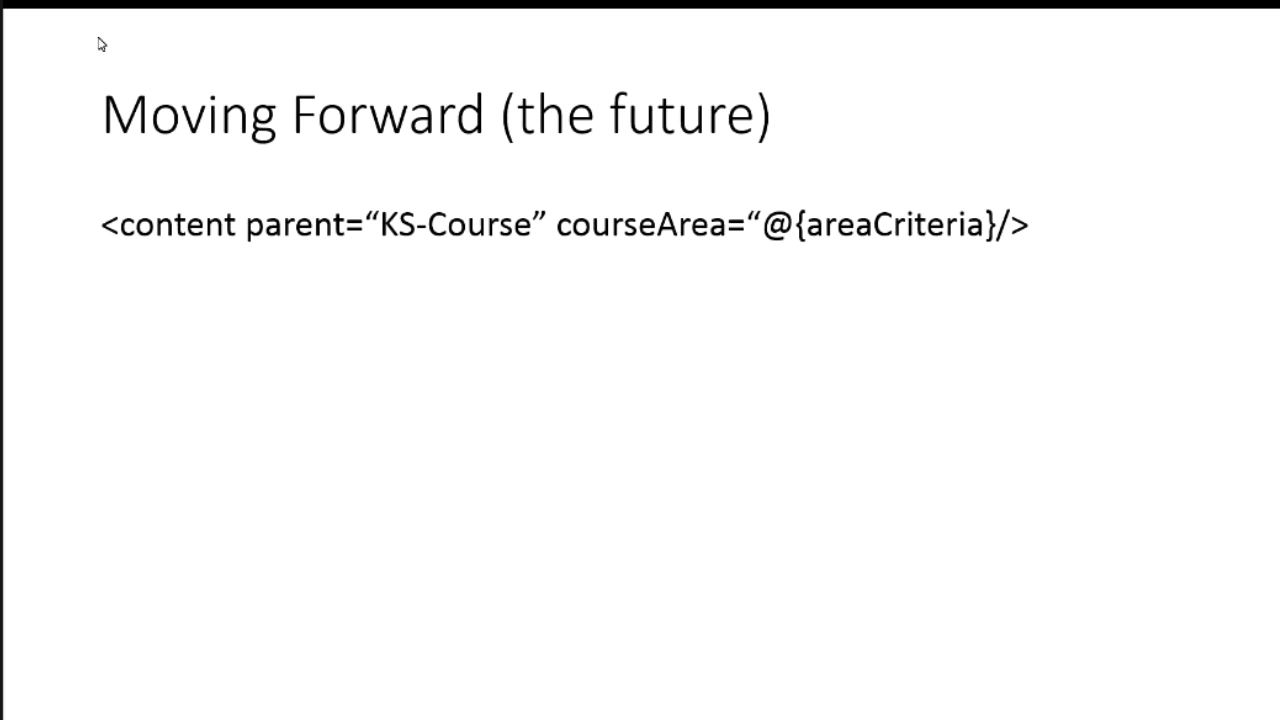 Moving Forward (the future)
<content parent=“KS-Course” courseArea=“@{areaCriteria}/>